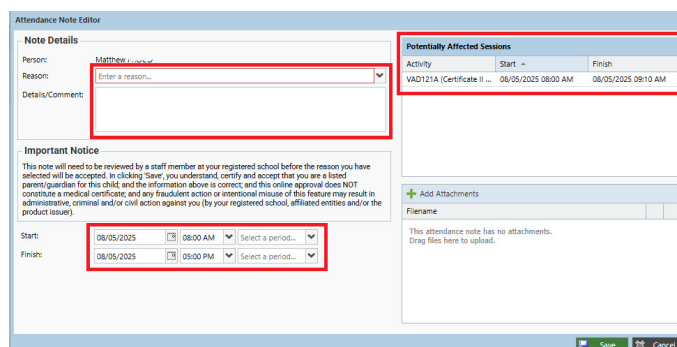 Attendance Note Editor
Note Details
Person: Matthew
Reason: Enter a reason...
Details/Comment:
Important Notice
This note will need to be reviewed by a staff member at your registered school before the reason you have
selected will be accepted. In clicking 'Save', you understand, certify and accept that you are a listed
parent/guardian for this child; and the information above is correct; and this online approval does NOT
constitute a medical certificate; and any fraudulent action or intentional misuse of this feature may result in
administrative, criminal and/or civil action against you (by your registered school, affiliated entities and/or the
product issuer).
Start: 08/05/2025 08:00 AM Select a period...
Finish: 08/05/2025 05:00 PM Select a period...
Potentially Affected Sessions
Activity Start Finish
VAD121A (Certificate II ... 08/05/2025 08:00 AM 08/05/2025 09:10 AM
Add Attachments
Filename
This attendance note has no attachments.
Drag files here to upload.
Save Cancel